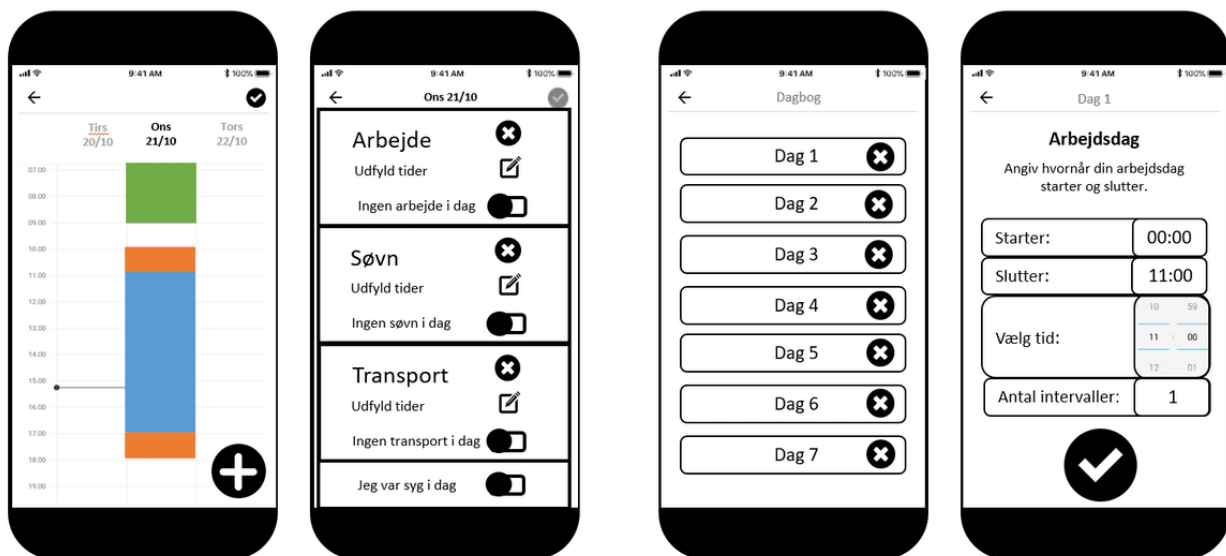 9:41 AM
100%
Tirs
20/10
Ons
21/10
Tors
22/10
07.00
08.00
09.00
10.00
11.00
12.00
13.00
14.00
15.00
16.00
17.00
18.00
19.00
9:41 AM
100%
Ons 21/10
Arbejde
Udfyld tider
Ingen arbejde i dag
Søvn
Udfyld tider
Ingen søvn i dag
Transport
Udfyld tider
Ingen transport i dag
Jeg var syg i dag
9:41 AM
100%
Dagbog
Dag 1
Dag 2
Dag 3
Dag 4
Dag 5
Dag 6
Dag 7
9:41 AM
100%
Dag 1
Arbejdsdag
Angiv hvornår din arbejdsdag
starter og slutter.
Starter: 00:00
Slutter: 11:00
10 59
Vælg tid: 11 : 00
12 01
Antal intervaller: 1